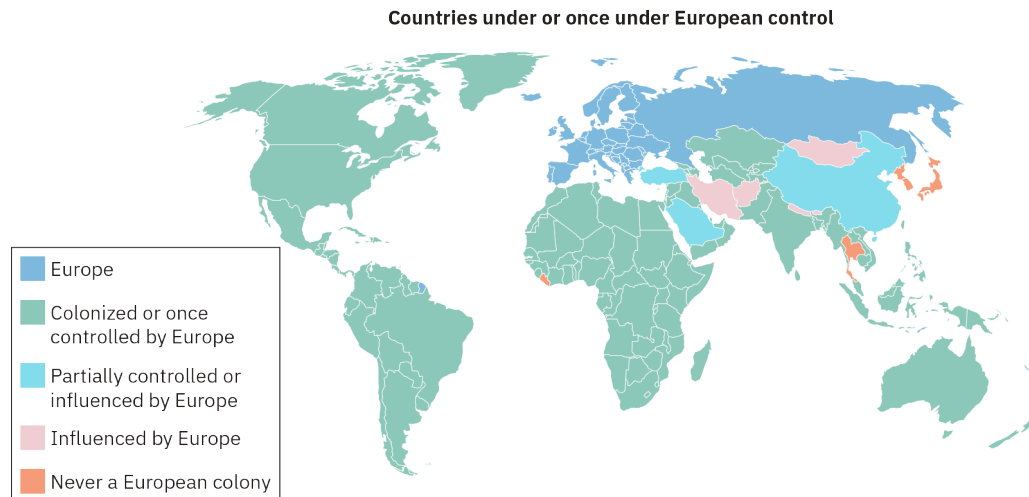 Countries under or once under European control
Europe
Colonized or once
controlled by Europe
Partially controlled or
influenced by Europe
Influenced by Europe
Never a European colony